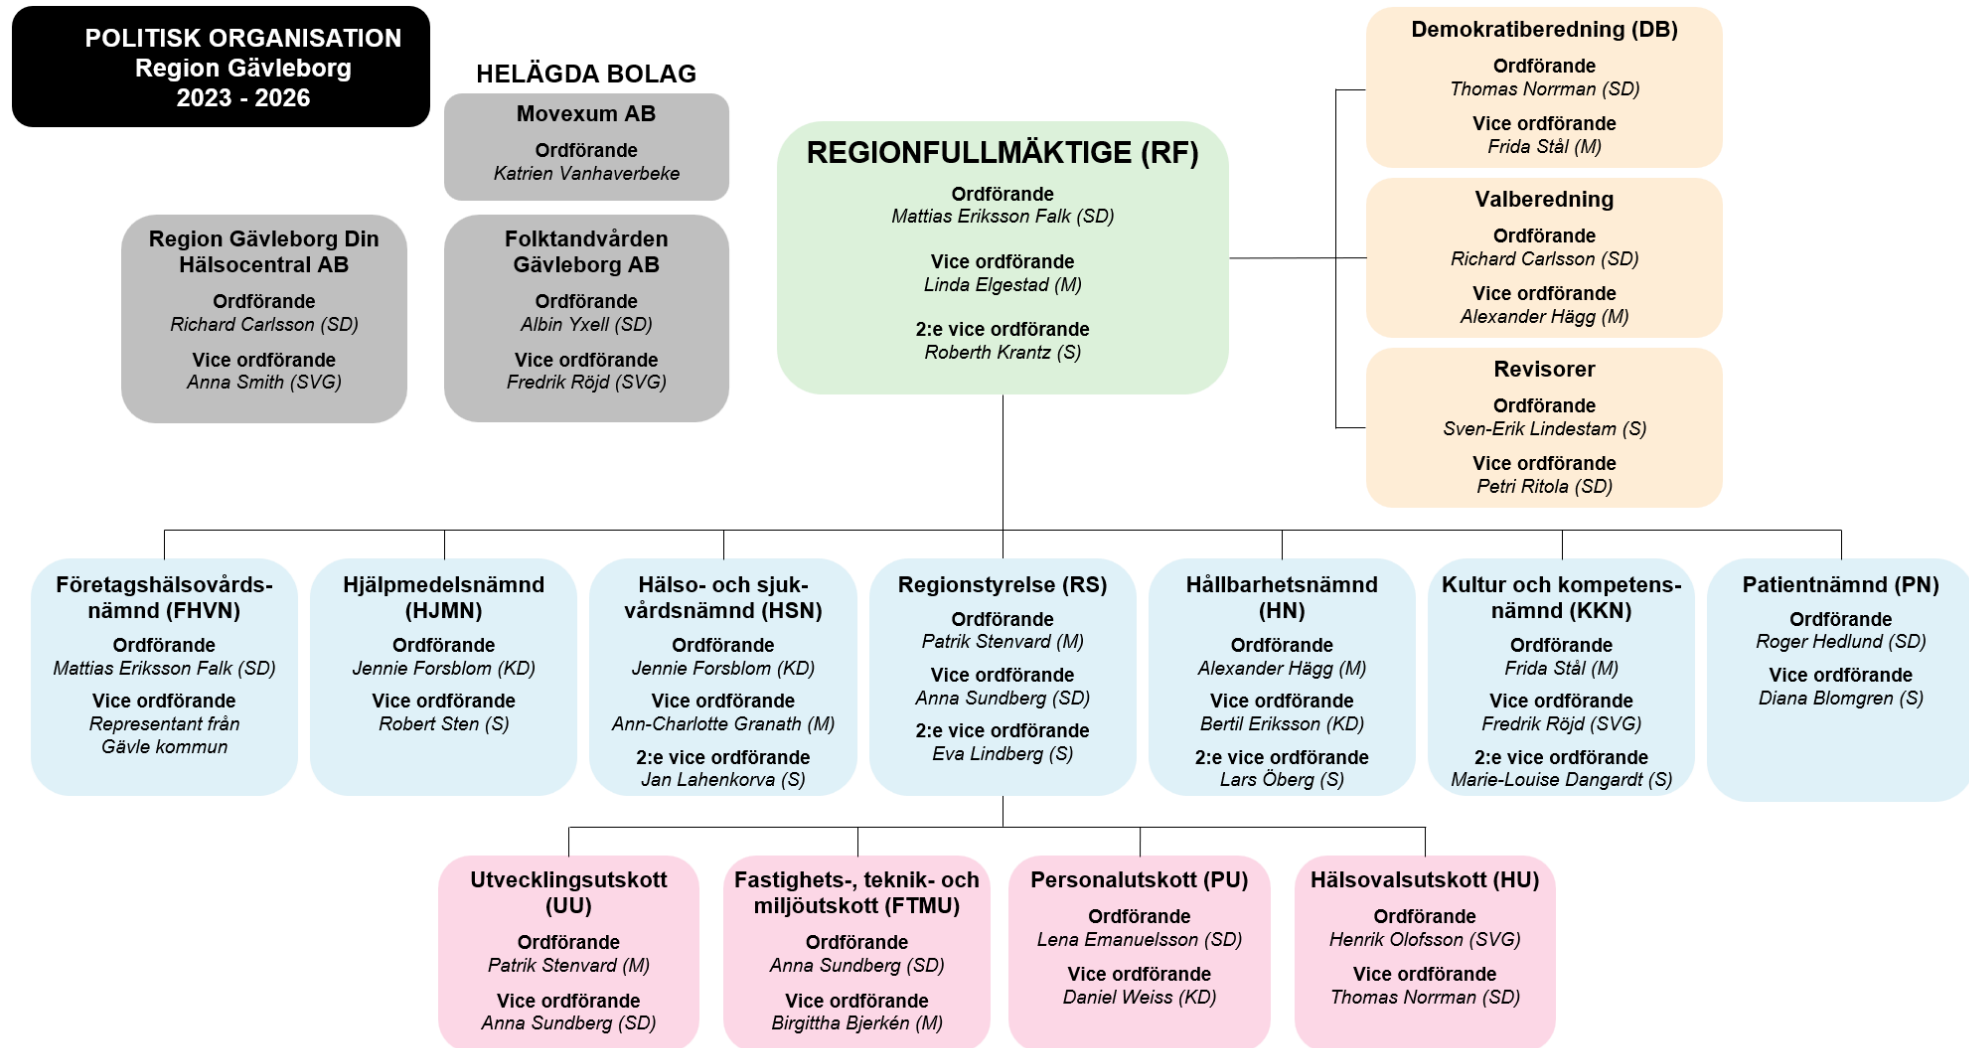 POLITISK ORGANISATION
Region Gävleborg
2023 - 2026
HELÄGDA BOLAG
Movexum AB
Ordförande
Katrien Vanhaverbeke
Region Gävleborg Din
Hälsocentral AB
Ordförande
Richard Carlsson (SD)
Vice ordförande
Anna Smith (SVG)
Folktandvården
Gävleborg AB
Ordförande
Albin Yxell (SD)
Vice ordförande
Fredrik Röjd (SVG)
REGIONFULLMÄKTIGE (RF)
Ordförande
Mattias Eriksson Falk (SD)
Vice ordförande
Linda Elgestad (M)
2:e vice ordförande
Roberth Krantz (S)
Demokratiberedning (DB)
Ordförande
Thomas Norrman (SD)
Vice ordförande
Frida Stål (M)
Valberedning
Ordförande
Richard Carlsson (SD)
Vice ordförande
Alexander Hägg (M)
Revisorer
Ordförande
Sven-Erik Lindestam (S)
Vice ordförande
Petri Ritola (SD)
Företagshälsovårds-
nämnd (FHVN)
Ordförande
Mattias Eriksson Falk (SD)
Vice ordförande
Representant från
Gävle kommun
Hjälpmedelsnämnd
(HJMN)
Ordförande
Jennie Forsblom (KD)
Vice ordförande
Robert Sten (S)
Hälso- och sjuk-
vårdsnämnd (HSN)
Ordförande
Jennie Forsblom (KD)
Vice ordförande
Ann-Charlotte Granath (M)
2:e vice ordförande
Jan Lahenkorva (S)
Regionstyrelse (RS)
Ordförande
Patrik Stenvard (M)
Vice ordförande
Anna Sundberg (SD)
2:e vice ordförande
Eva Lindberg (S)
Hållbarhetsnämnd
(HN)
Ordförande
Alexander Hägg (M)
Vice ordförande
Bertil Eriksson (KD)
2:e vice ordförande
Lars Öberg (S)
Kultur och kompetens-
nämnd (KKN)
Ordförande
Frida Stål (M)
Vice ordförande
Fredrik Röjd (SVG)
2:e vice ordförande
Marie-Louise Dangardt (S)
Patientnämnd (PN)
Ordförande
Roger Hedlund (SD)
Vice ordförande
Diana Blomgren (S)
Utvecklingsutskott
(UU)
Ordförande
Patrik Stenvard (M)
Vice ordförande
Anna Sundberg (SD)
Fastighets-, teknik- och
miljöutskott (FTMU)
Ordförande
Anna Sundberg (SD)
Vice ordförande
Birgittha Bjerkén (M)
Personalutskott (PU)
Ordförande
Lena Emanuelsson (SD)
Vice ordförande
Daniel Weiss (KD)
Hälsovalsutskott (HU)
Ordförande
Henrik Olofsson (SVG)
Vice ordförande
Thomas Norrman (SD)